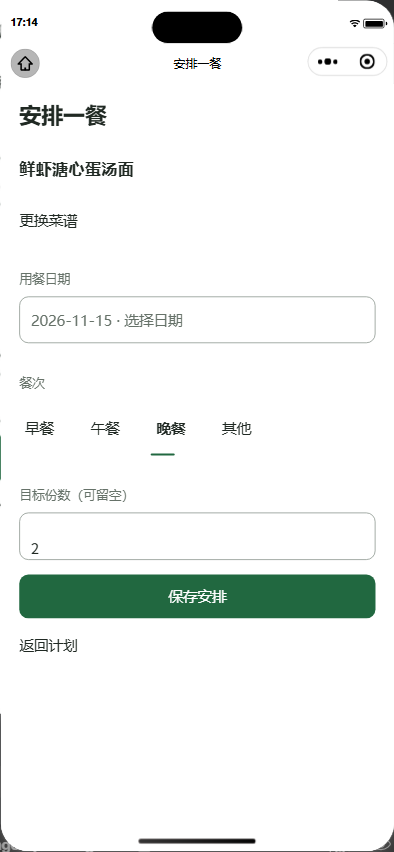 17:14
安排一餐
安排一餐
鲜虾溏心蛋汤面
更换菜谱
用餐日期
2026-11-15 · 选择日期
餐次
早餐 午餐 晚餐 其他
目标份数（可留空）
2
保存安排
返回计划